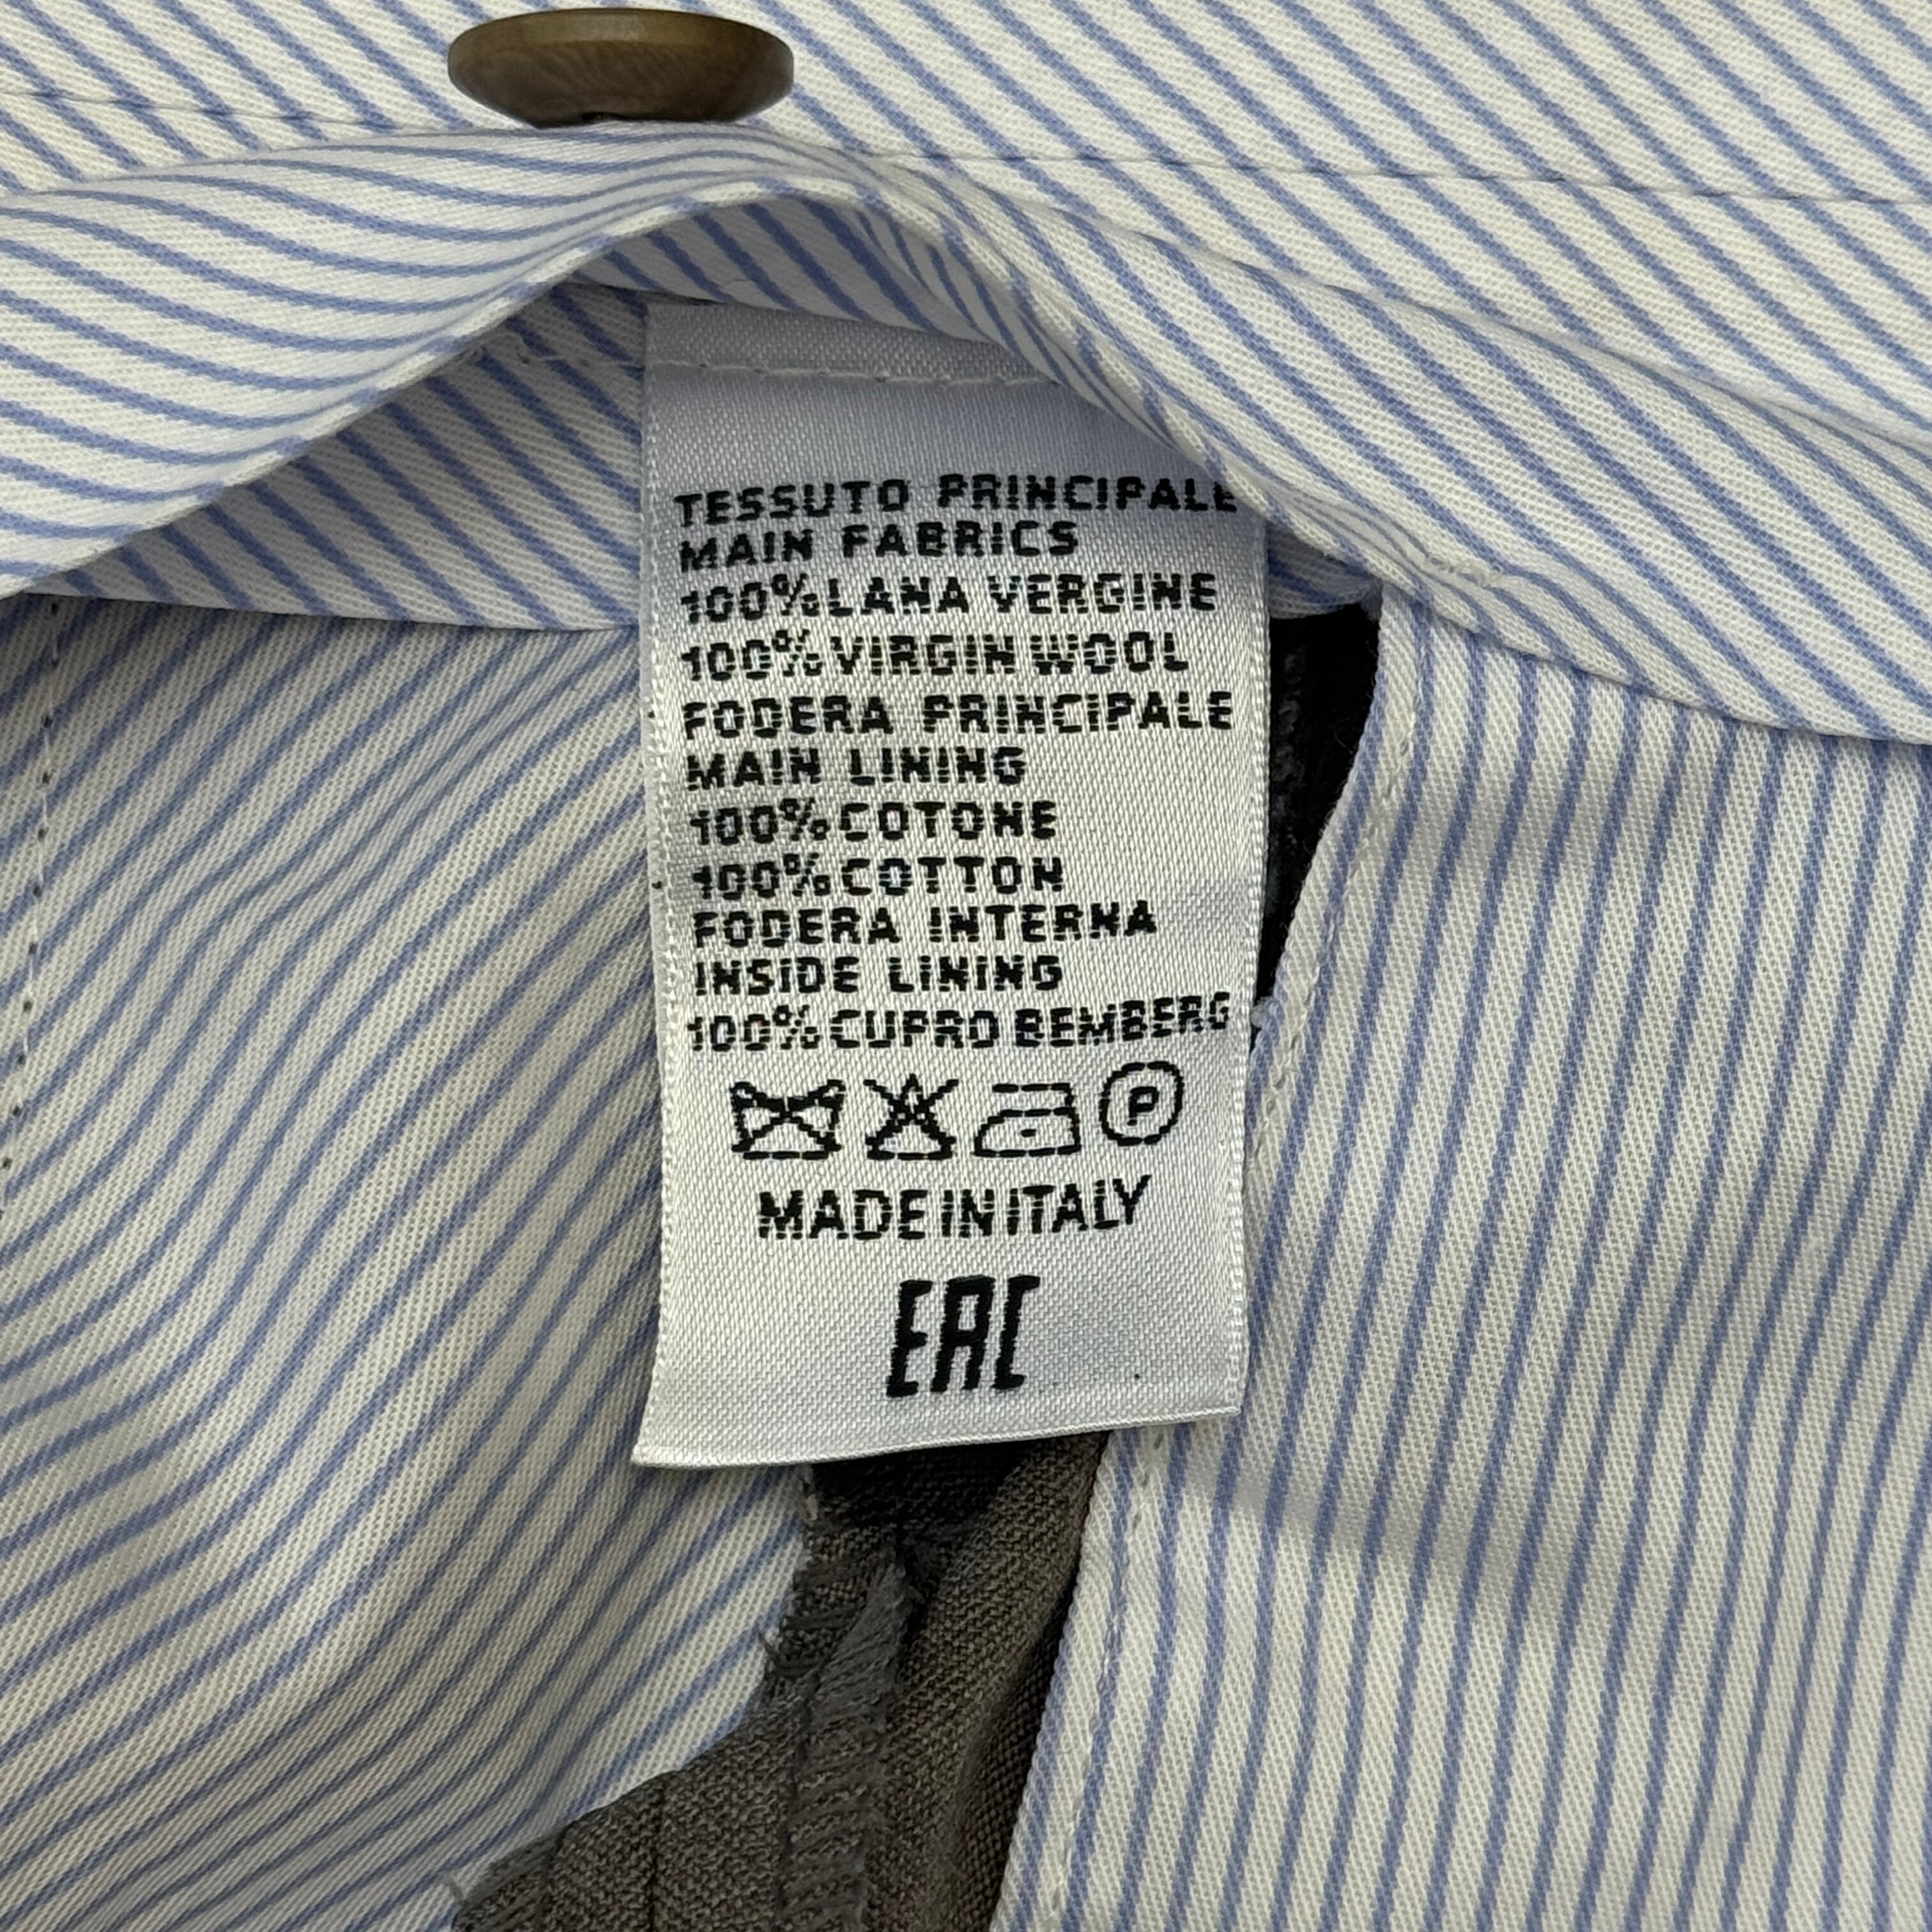 TESSUTO PRINCIPALE
MAIN FABRICS
100% LANA VERGINE
100% VIRGIN WOOL
FODERA PRINCIPALE
MAIN LINING
100% COTONE
100% COTTON
FODERA INTERNA
INSIDE LINING
100% CUPRO BEMBERG
P
MADE IN ITALY
EAC